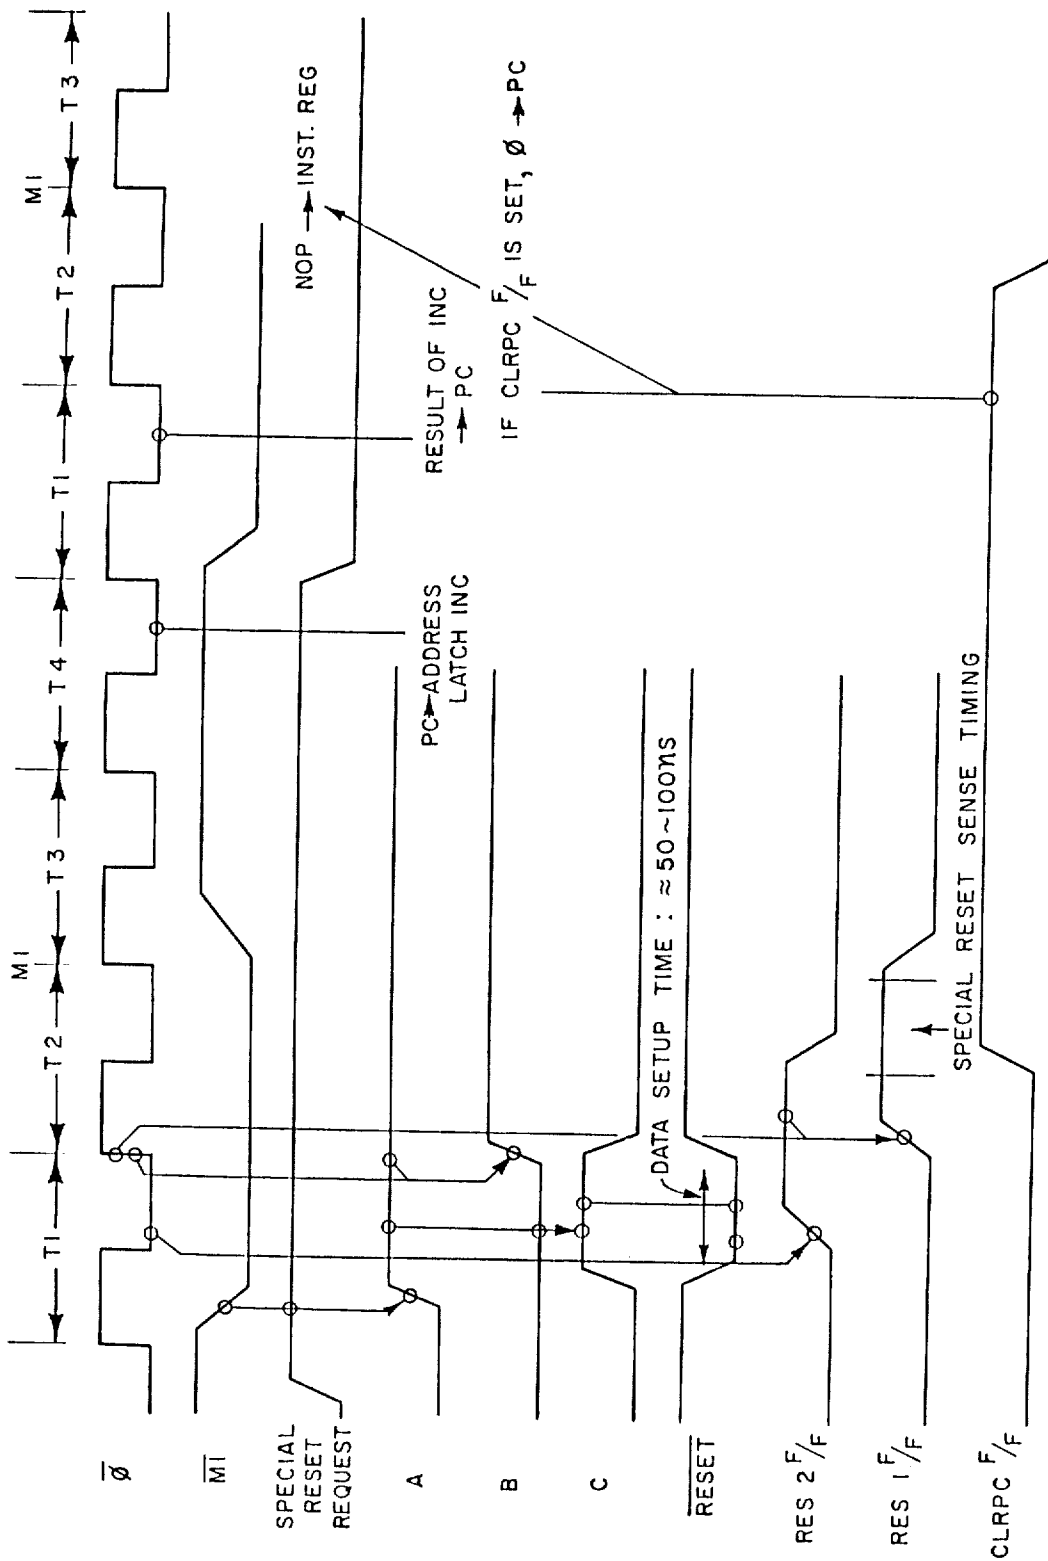 M1
M1
T1
T2
T3
T4
T1
T2
T3
Ø̅
M̅1̅
SPECIAL
RESET
REQUEST
NOP → INST. REG
A
PC→ADDRESS
LATCH INC
RESULT OF INC
→ PC
B
IF CLRPC F/F IS SET, Ø → PC
C
DATA SETUP TIME : ≈50~100ns
R̅E̅S̅E̅T̅
RES 2 F/F
RES 1 F/F
SPECIAL RESET SENSE TIMING
CLRPC F/F